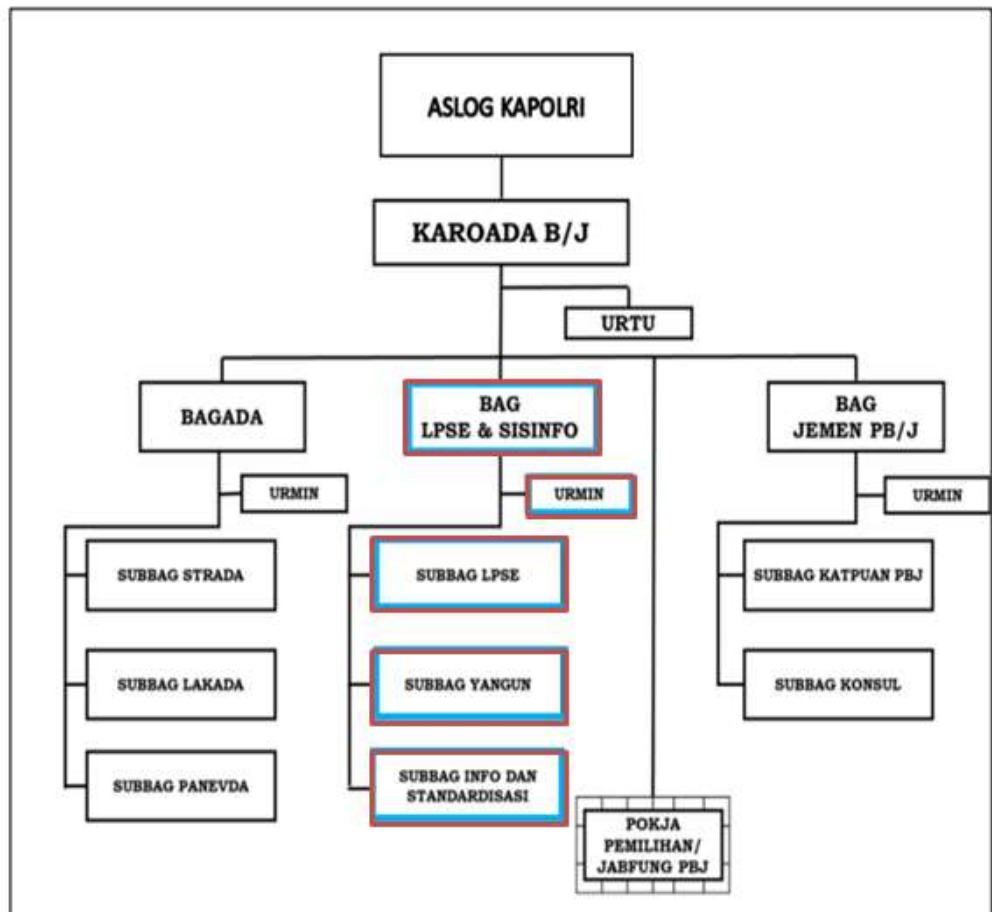 ASLOG KAPOLRI
KAROADA B/J
URTU
BAGADA
BAG
LPSE & SISINFO
BAG
JEMEN PB/J
URMIN
URMIN
URMIN
SUBBAG STRADA
SUBBAG LPSE
SUBBAG KATPUAN PBJ
SUBBAG LAKADA
SUBBAG YANGUN
SUBBAG KONSUL
SUBBAG PANEVDA
SUBBAG INFO DAN
STANDARDISASI
POKJA
PEMILIHAN/
JABFUNG PBJ